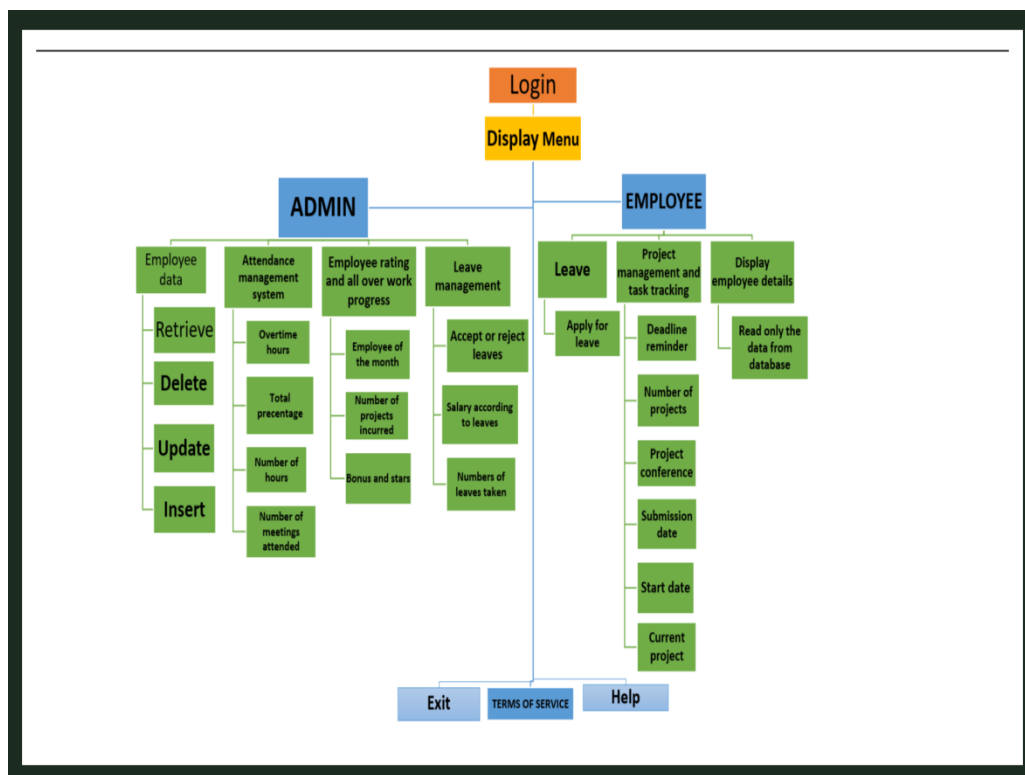 Login
Display Menu
ADMIN
EMPLOYEE
Employee
data
Retrieve
Delete
Update
Insert
Attendance
management
system
Overtime
hours
Total
precentage
Number of
hours
Number of
meetings
attended
Employee rating
and all over work
progress
Employee of
the month
Number of
projects
incurred
Bonus and stars
Leave
management
Accept or reject
leaves
Salary according
to leaves
Numbers of
leaves taken
Leave
Apply for
leave
Project
management and
task tracking
Deadline
reminder
Number of
projects
Project
conference
Submission
date
Start date
Current
project
Display
employee details
Read only the
data from
database
Exit
TERMS OF SERVICE
Help